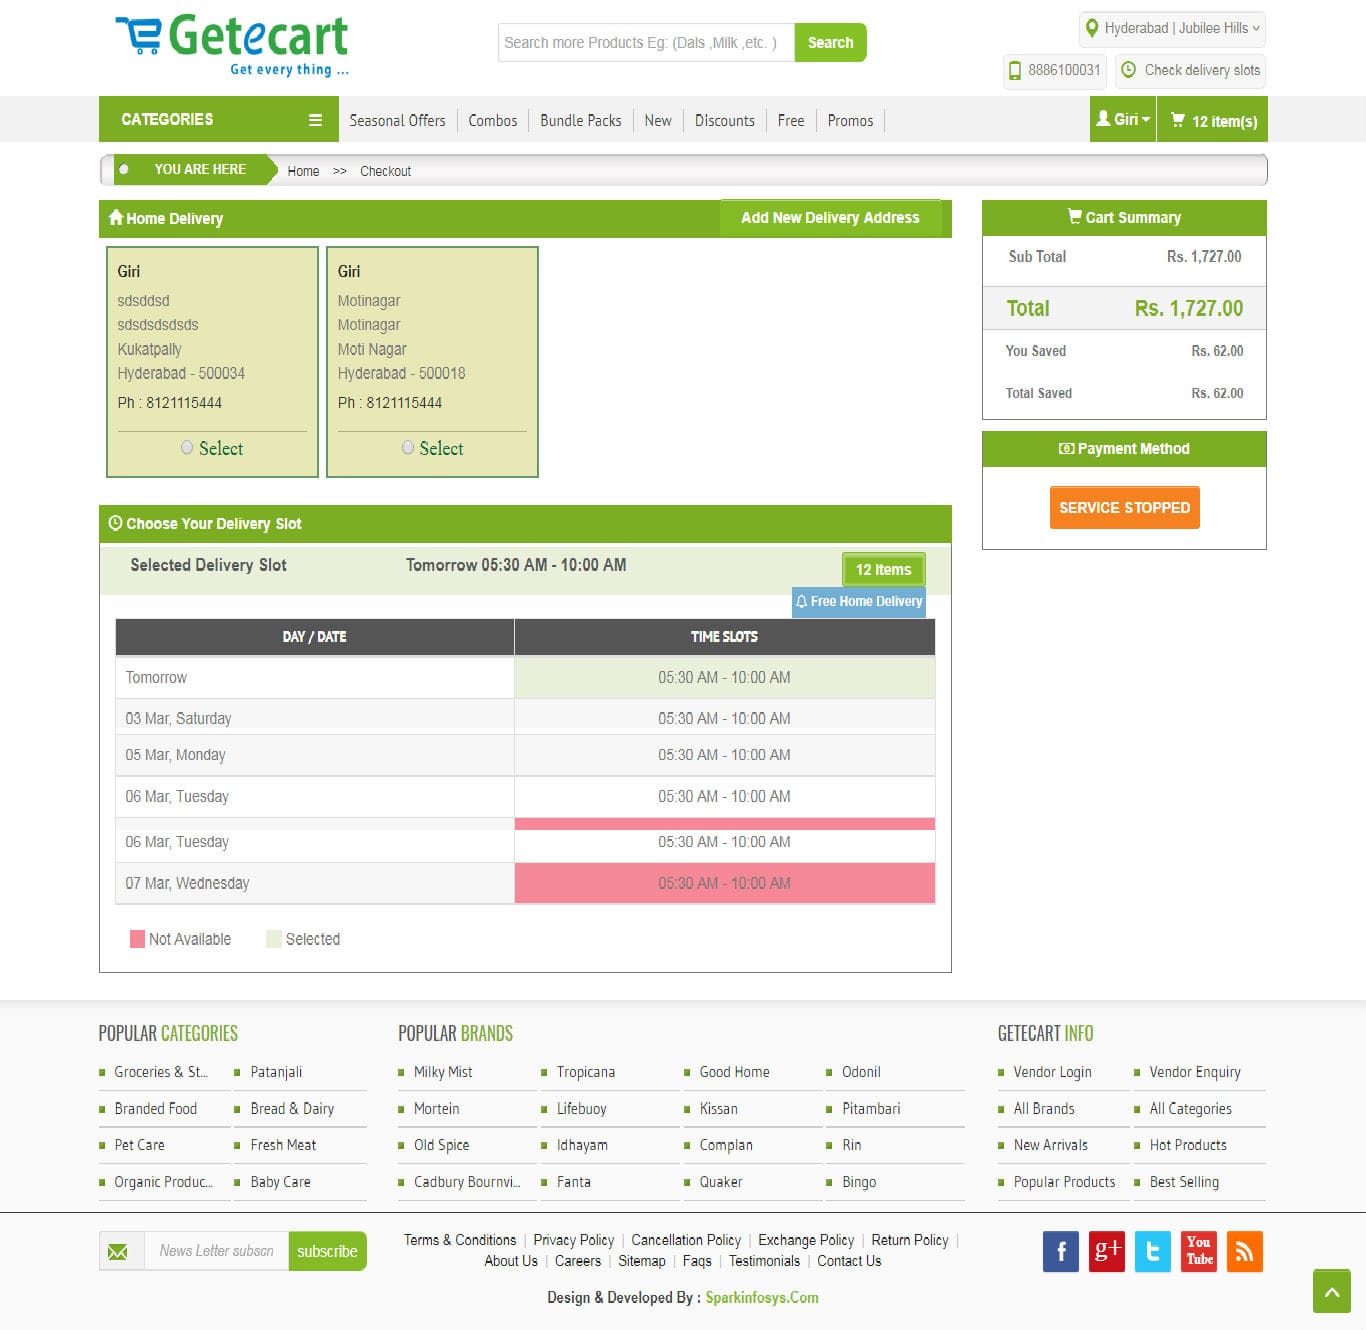 Getecart
Get every thing ...
Search more Products Eg: (Dals ,Milk ,etc. )
Search
Hyderabad | Jubilee Hills
8886100031
Check delivery slots
CATEGORIES
Seasonal Offers
Combos
Bundle Packs
New
Discounts
Free
Promos
Giri
12 item(s)
YOU ARE HERE
Home >> Checkout
Home Delivery
Add New Delivery Address
Giri
sdsddsd
sdsdsdsdsds
Kukatpally
Hyderabad - 500034
Ph : 8121115444
Select
Giri
Motinagar
Motinagar
Moti Nagar
Hyderabad - 500018
Ph : 8121115444
Select
Cart Summary
Sub Total Rs. 1,727.00
Total Rs. 1,727.00
You Saved Rs. 62.00
Total Saved Rs. 62.00
Payment Method
SERVICE STOPPED
Choose Your Delivery Slot
Selected Delivery Slot Tomorrow 05:30 AM - 10:00 AM
12 Items
Free Home Delivery
DAY / DATE TIME SLOTS
Tomorrow 05:30 AM - 10:00 AM
03 Mar, Saturday 05:30 AM - 10:00 AM
05 Mar, Monday 05:30 AM - 10:00 AM
06 Mar, Tuesday 05:30 AM - 10:00 AM
06 Mar, Tuesday 05:30 AM - 10:00 AM
07 Mar, Wednesday 05:30 AM - 10:00 AM
Not Available Selected
POPULAR CATEGORIES
Groceries & St... Patanjali
Branded Food Bread & Dairy
Pet Care Fresh Meat
Organic Produc... Baby Care
POPULAR BRANDS
Milky Mist Tropicana Good Home Odonil
Mortein Lifebuoy Kissan Pitambari
Old Spice Idhayam Complan Rin
Cadbury Bournvi... Fanta Quaker Bingo
GETECART INFO
Vendor Login Vendor Enquiry
All Brands All Categories
New Arrivals Hot Products
Popular Products Best Selling
News Letter subscri
subscribe
Terms & Conditions | Privacy Policy | Cancellation Policy | Exchange Policy | Return Policy |
About Us | Careers | Sitemap | Faqs | Testimonials | Contact Us
Design & Developed By : Sparkinfosys.Com
f
g+
t
You
Tube